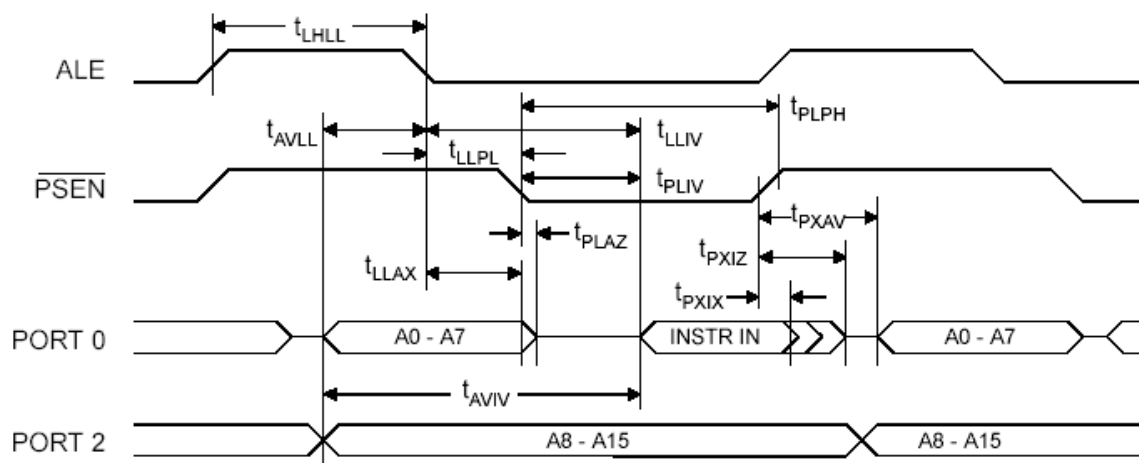 tLHLL
ALE
tPLPH
tAVLL
tLLIV
tLLPL
PSEN
tPLIV
tPXAV
tPLAZ
tPXIZ
tLLAX
tPXIX
PORT 0
A0 - A7
INSTR IN
A0 - A7
tAVIV
PORT 2
A8 - A15
A8 - A15